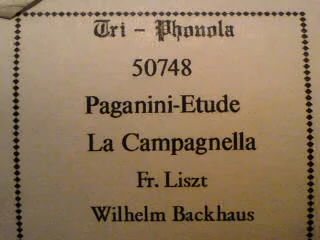 Tri - Phonola
50748
Paganini-Etude
La Campagnella
Fr. Liszt
Wilhelm Backhaus